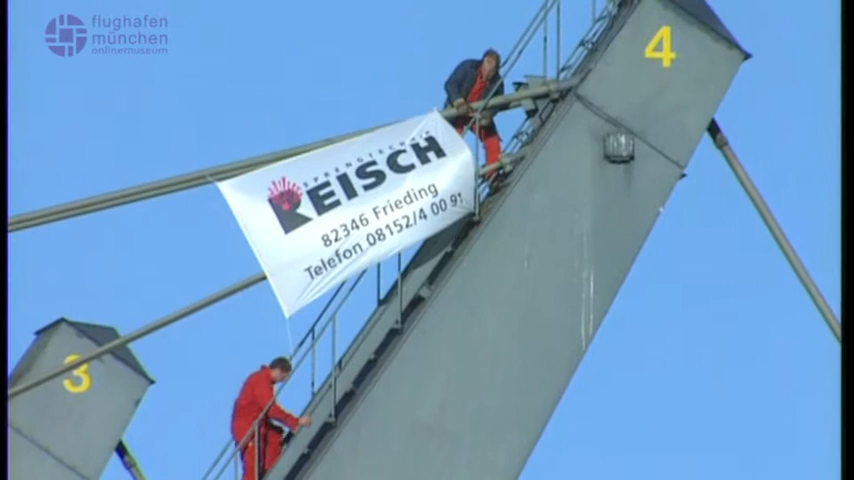 flughafen
münchen
onlinemuseum
4
SPRENGTECHNIK
REISCH
82346 Frieding
Telefon 08152/4 00 91
3